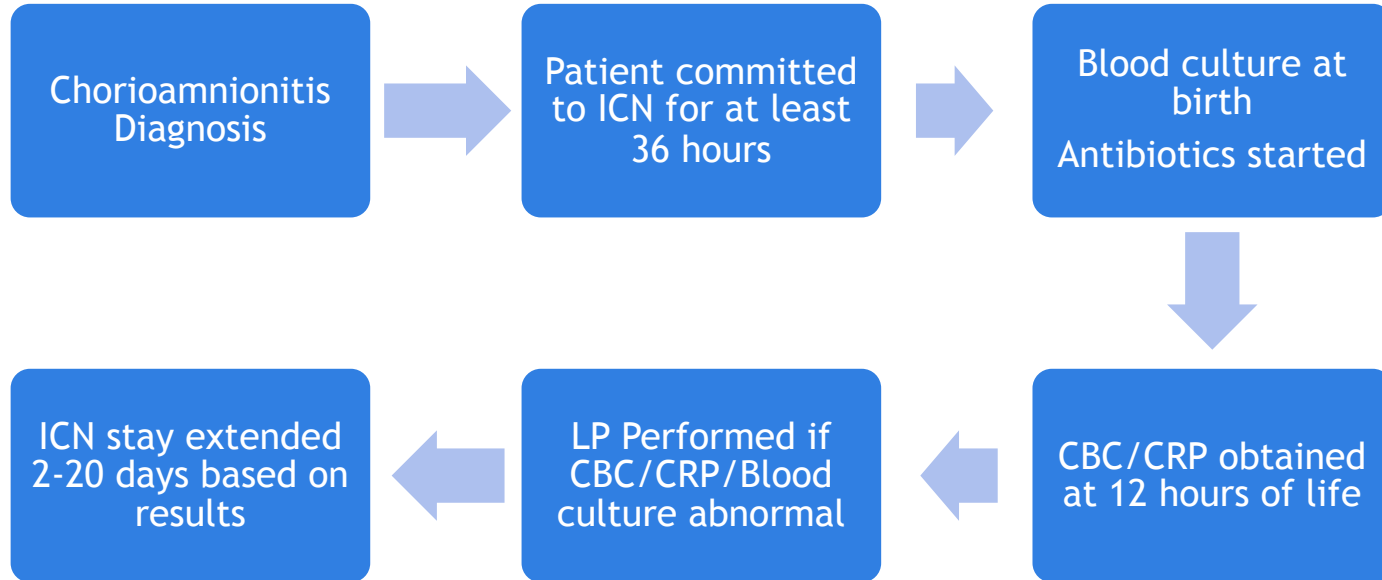 Chorioamnionitis
Diagnosis
Patient committed
to ICN for at least
36 hours
Blood culture at
birth
Antibiotics started
CBC/CRP obtained
at 12 hours of life
LP Performed if
CBC/CRP/Blood
culture abnormal
ICN stay extended
2-20 days based on
results